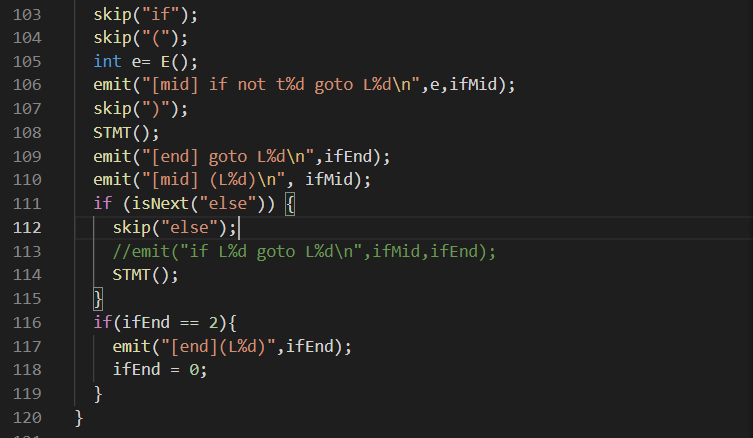 103 skip("if");
104 skip("(");
105 int e= E();
106 emit("[mid] if not t%d goto L%d\n",e,ifMid);
107 skip(")");
108 STMT();
109 emit("[end] goto L%d\n",ifEnd);
110 emit("[mid] (L%d)\n", ifMid);
111 if (isNext("else")) {
112 skip("else");
113 //emit("if L%d goto L%d\n",ifMid,ifEnd);
114 STMT();
115 }
116 if(ifEnd == 2){
117 emit("[end](L%d)",ifEnd);
118 ifEnd = 0;
119 }
120 }